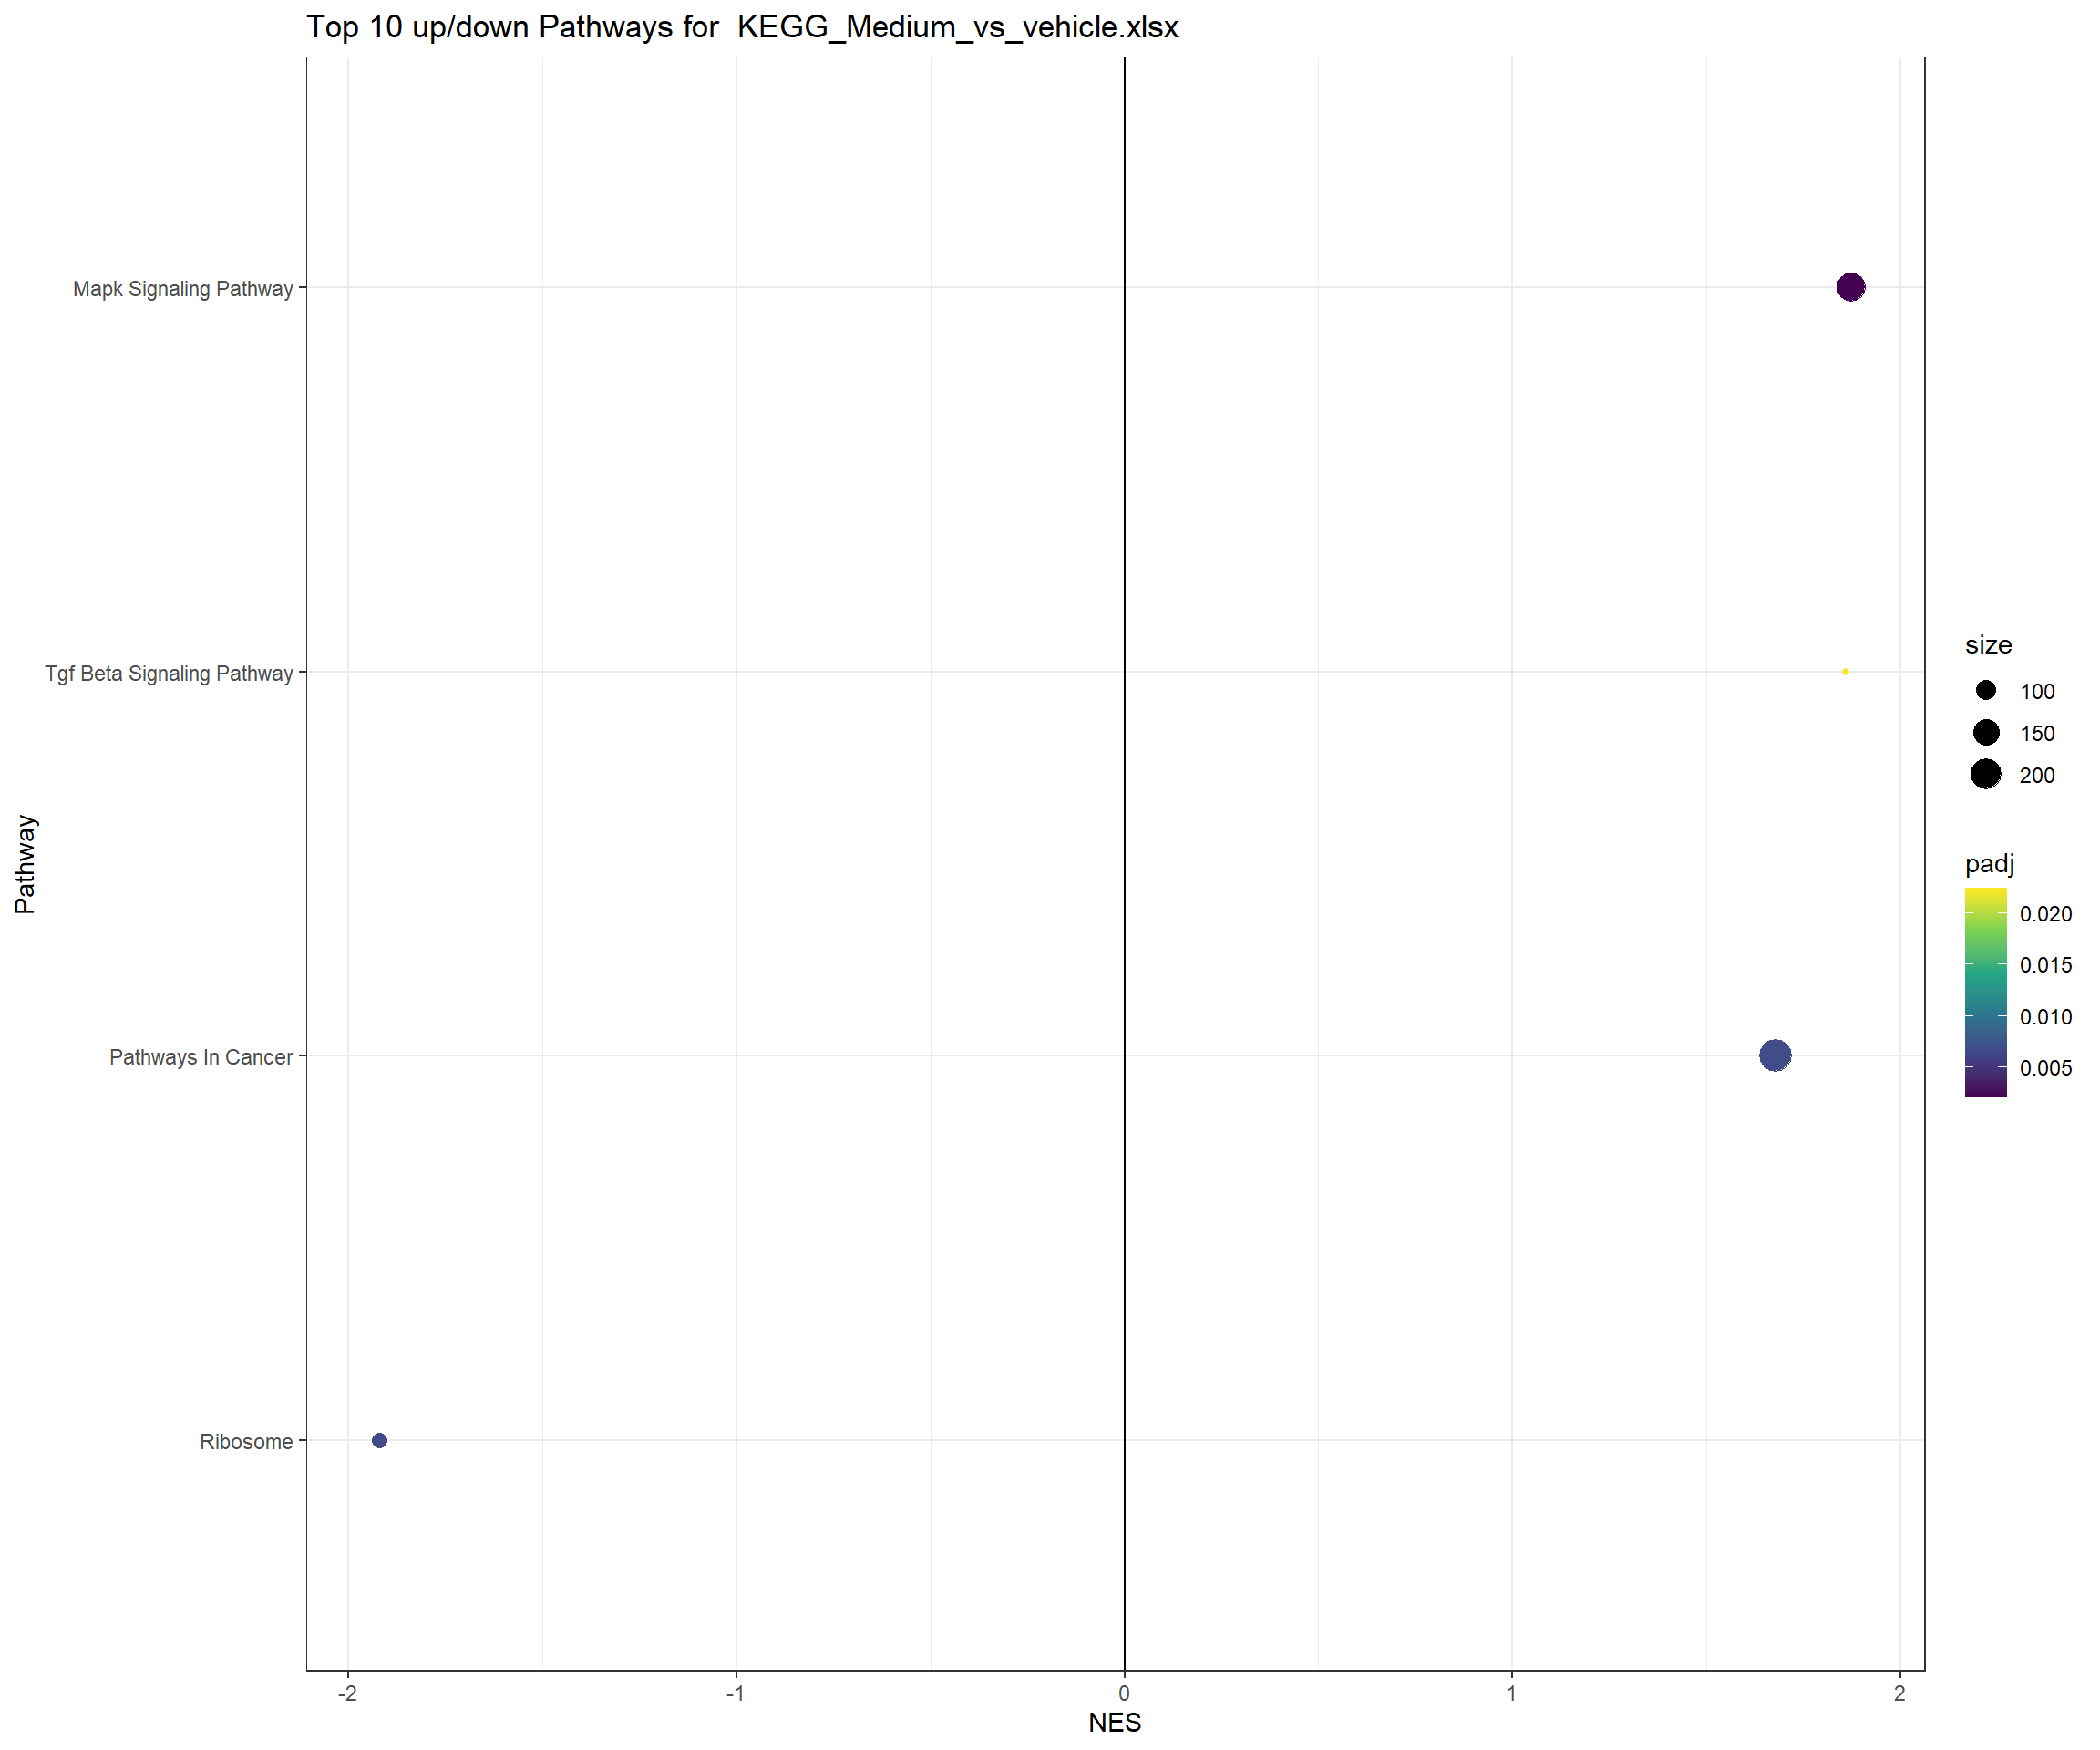 Top 10 up/down Pathways for  KEGG_Medium_vs_vehicle.xlsx
Pathway
Mapk Signaling Pathway
Tgf Beta Signaling Pathway
Pathways In Cancer
Ribosome
-2
-1
0
1
2
NES
size
100
150
200
padj
0.020
0.015
0.010
0.005